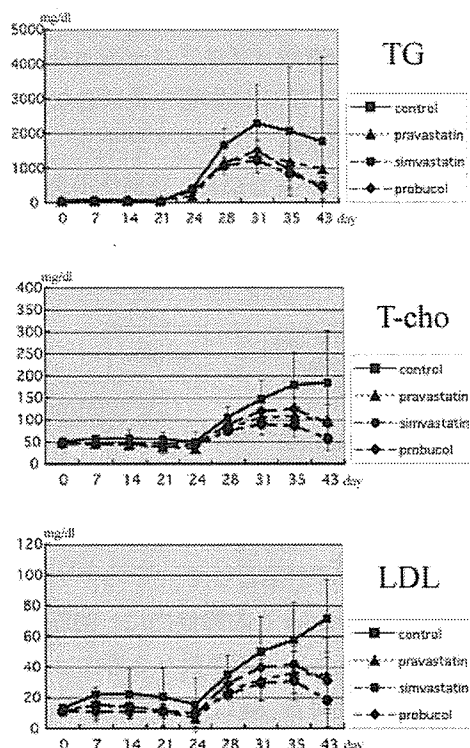 mg/dl
5000
4000
3000
2000
1000
0
0 7 14 21 24 28 31 35 43 day
TG
control
pravastatin
simvastatin
probucol
mg/dl
400
350
300
250
200
150
100
50
0
0 7 14 21 24 28 31 35 43 day
T-cho
control
pravastatin
simvastatin
probucol
mg/dl
120
100
80
60
40
20
0
0 7 14 21 24 28 31 35 43 day
LDL
control
pravastatin
simvastatin
probucol